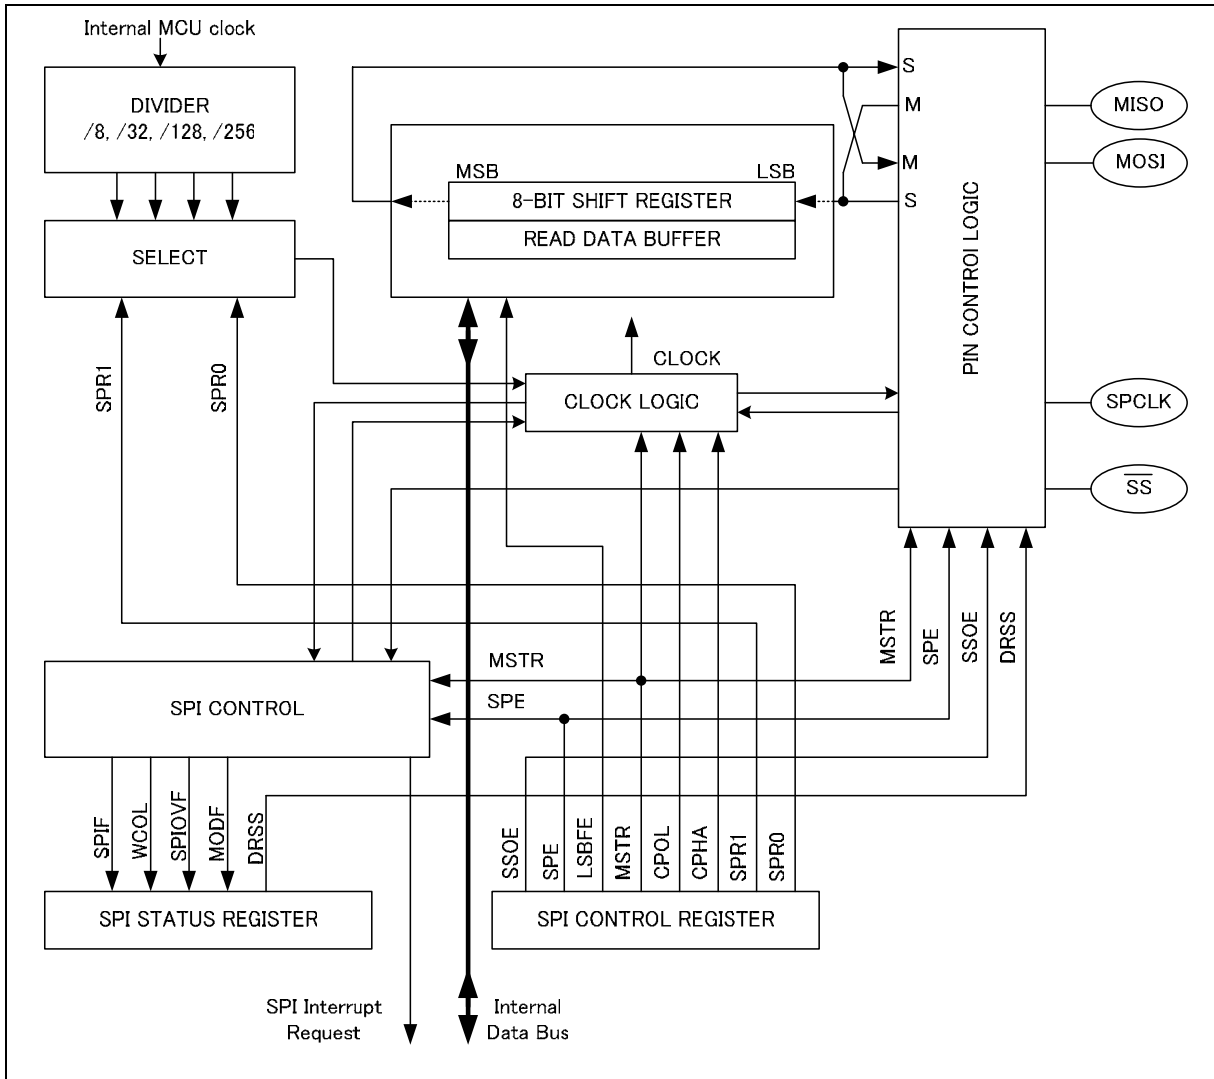 Internal MCU clock
DIVIDER
/8, /32, /128, /256
SELECT
SPR1
SPR0
MSB
LSB
8-BIT SHIFT REGISTER
READ DATA BUFFER
S
M
M
S
PIN CONTROl LOGIC
MISO
MOSI
SPCLK
SS
CLOCK
CLOCK LOGIC
MSTR
SPE
SSOE
DRSS
MSTR
SPE
SPI CONTROL
SPIF
WCOL
SPIOVF
MODF
DRSS
SSOE
SPE
LSBFE
MSTR
CPOL
CPHA
SPR1
SPR0
SPI STATUS REGISTER
SPI CONTROL REGISTER
SPI Interrupt
Request
Internal
Data Bus